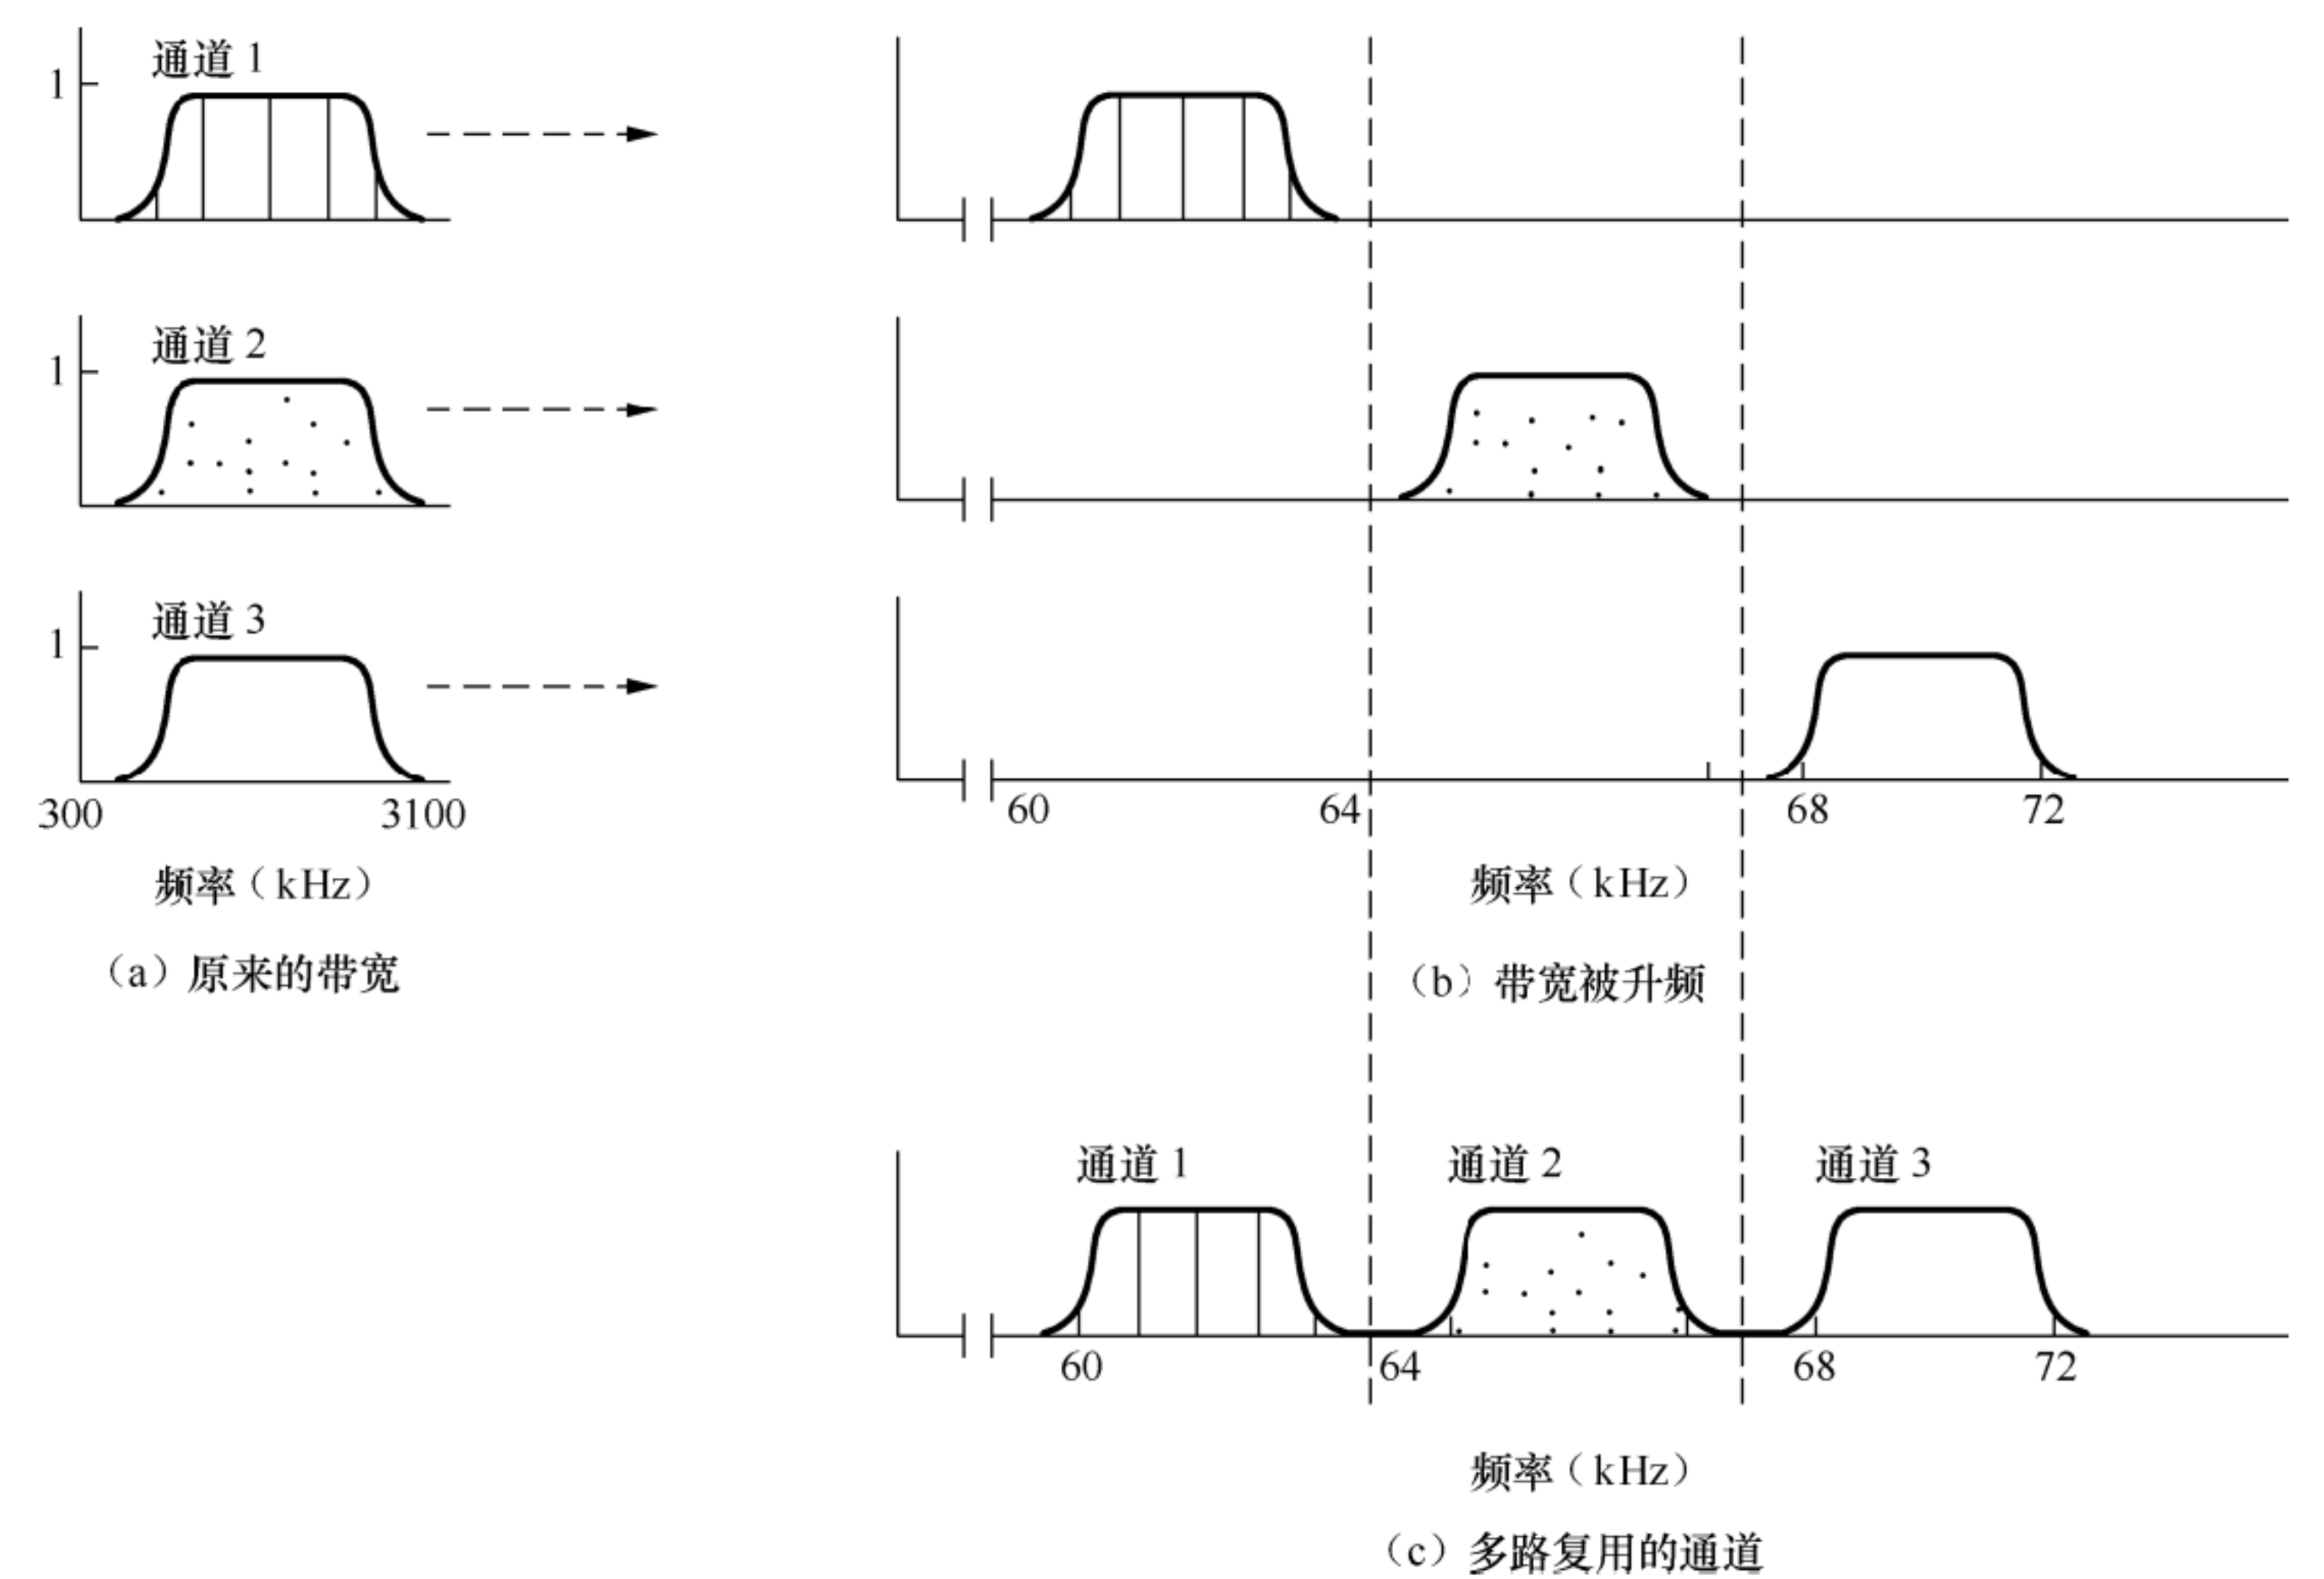 通道 1
1
通道 2
1
通道 3
1
300 3100
频率（kHz）
（a）原来的带宽
60 64 68 72
频率（kHz）
（b）带宽被升频
通道 1 通道 2 通道 3
60 64 68 72
频率（kHz）
（c）多路复用的通道